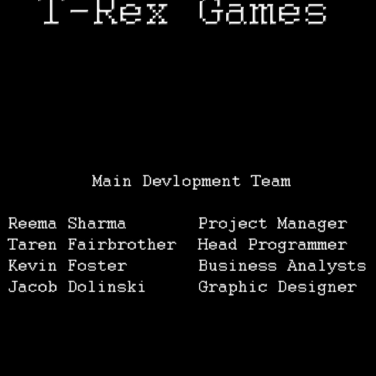 T-Rex Games
Main Devlopment Team
Reema Sharma Project Manager
Taren Fairbrother Head Programmer
Kevin Foster Business Analysts
Jacob Dolinski Graphic Designer